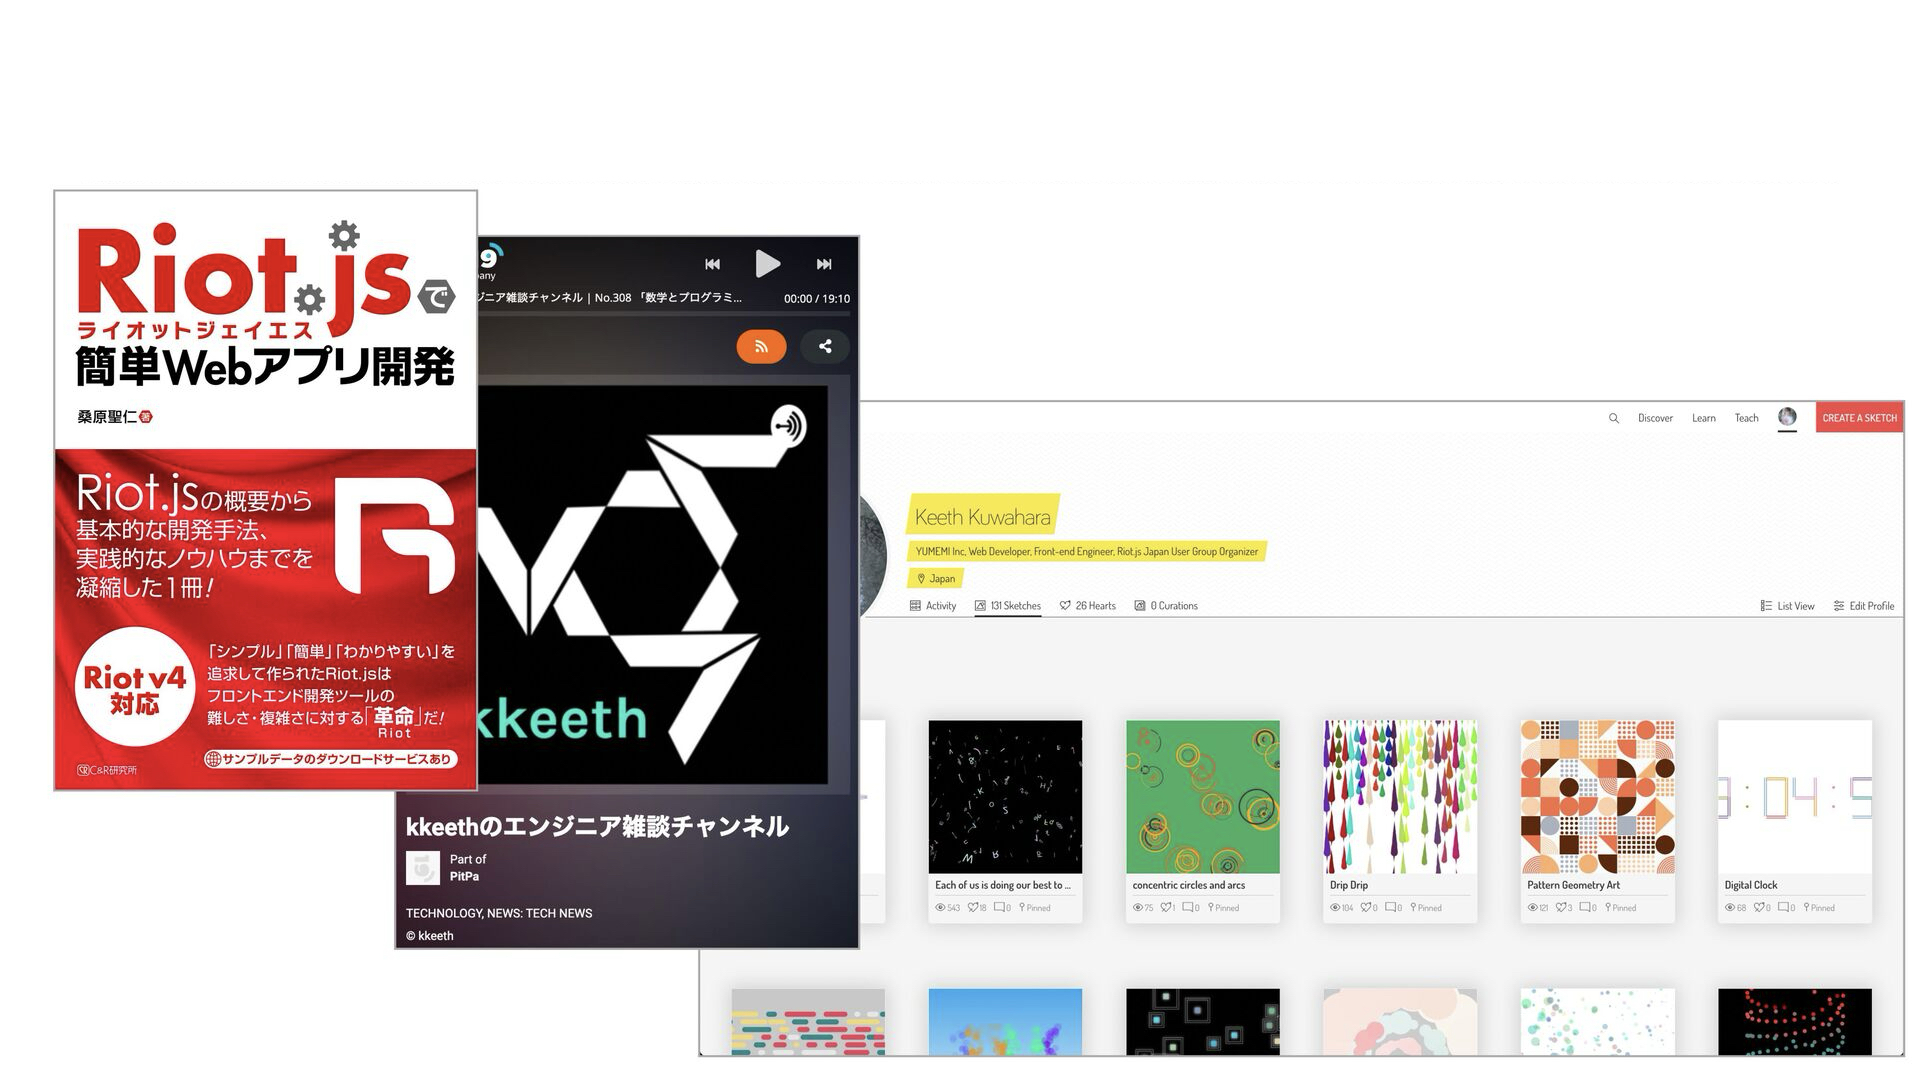 Riot.jsで
ライオットジェイエス
簡単Webアプリ開発
桑原聖仁 著
Riot.jsの概要から
基本的な開発手法、
実践的なノウハウまでを
凝縮した1冊!
Riot v4
対応
「シンプル」「簡単」「わかりやすい」を
追求して作られたRiot.jsは
フロントエンド開発ツールの
難しさ・複雑さに対する「革命」だ!
Riot
サンプルデータのダウンロードサービスあり
C&R研究所
9
any
ジニア雑談チャンネル | No.308 「数学とプログラミ...
00:00 / 19:10
kkeeth
kkeethのエンジニア雑談チャンネル
Part of
PitPa
TECHNOLOGY, NEWS: TECH NEWS
© kkeeth
Discover Learn Teach CREATE A SKETCH
Keeth Kuwahara
YUMEMI Inc, Web Developer, Front-end Engineer, Riot.js Japan User Group Organizer
Japan
Activity 131 Sketches 26 Hearts 0 Curations List View Edit Profile
Each of us is doing our best to ...
543 18 0 Pinned
concentric circles and arcs
75 1 0 Pinned
Drip Drip
104 0 0 Pinned
Pattern Geometry Art
121 3 0 Pinned
Digital Clock
68 0 0 Pinned